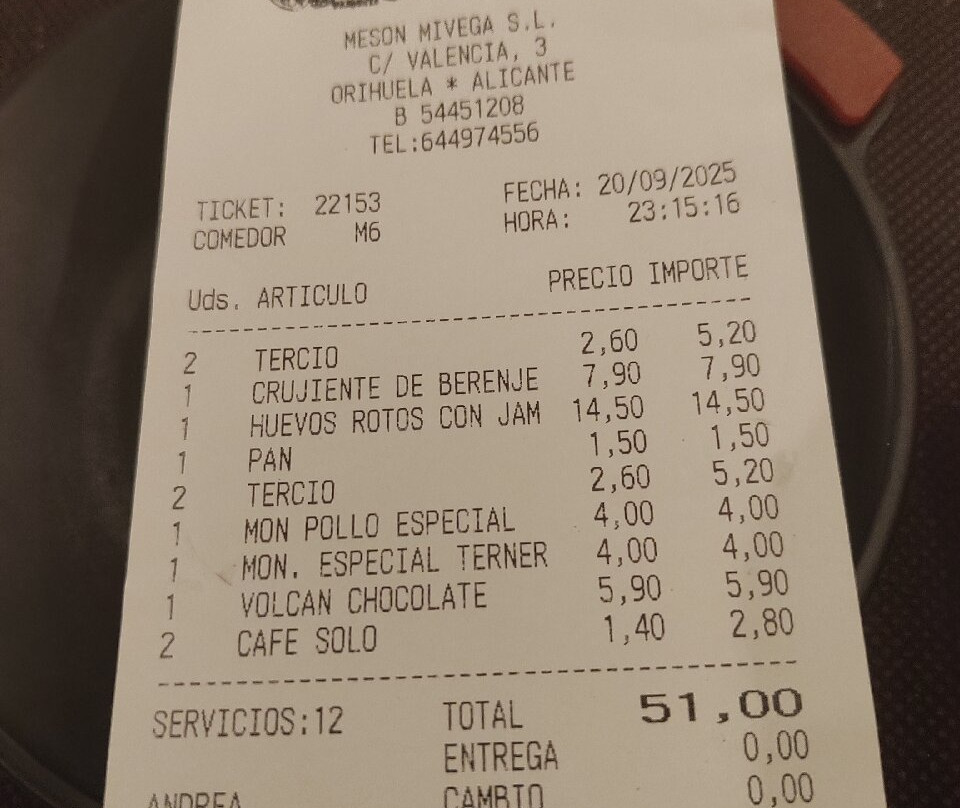 MESON MIVEGA S.L.
C/ VALENCIA, 3
ORIHUELA * ALICANTE
B 54451208
TEL:644974556
TICKET: 22153 FECHA: 20/09/2025
COMEDOR M6 HORA: 23:15:16
Uds. ARTICULO PRECIO IMPORTE
2 TERCIO 2,60 5,20
1 CRUJIENTE DE BERENJE 7,90 7,90
1 HUEVOS ROTOS CON JAM 14,50 14,50
1 PAN 1,50 1,50
2 TERCIO 2,60 5,20
1 MON POLLO ESPECIAL 4,00 4,00
1 MON. ESPECIAL TERNER 4,00 4,00
1 VOLCAN CHOCOLATE 5,90 5,90
2 CAFE SOLO 1,40 2,80
SERVICIOS:12 TOTAL 51,00
ENTREGA 0,00
ANDREA CAMBIO 0,00